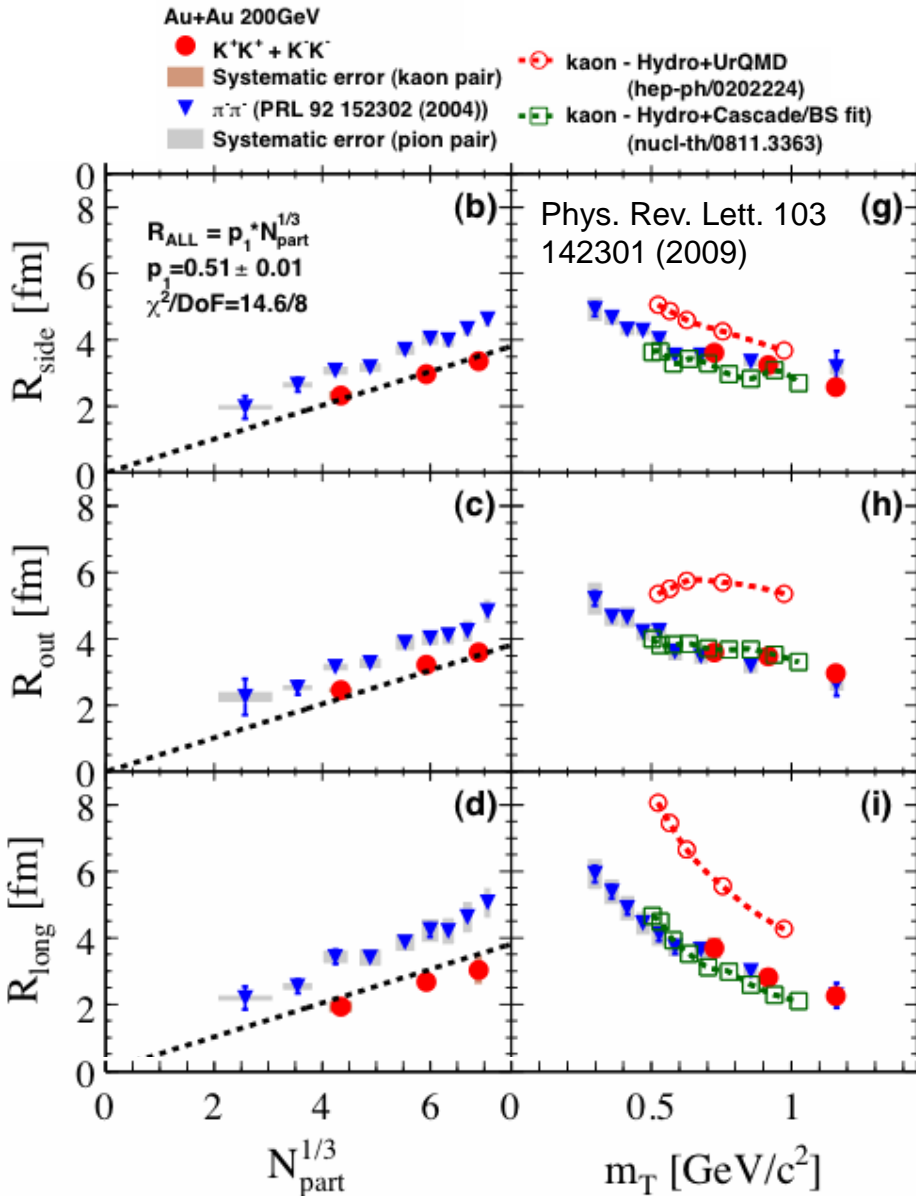 Au+Au 200GeV
K⁺K⁺ + K⁻K⁻
Systematic error (kaon pair)
π⁻π⁻ (PRL 92 152302 (2004))
Systematic error (pion pair)
kaon - Hydro+UrQMD
(hep-ph/0202224)
kaon - Hydro+Cascade/BS fit)
(nucl-th/0811.3363)
R_side [fm]
8
6
4
2
0
(b)
R_ALL = p₁*N_part^1/3
p₁=0.51 ± 0.01
χ²/DoF=14.6/8
(g)
Phys. Rev. Lett. 103
142301 (2009)
R_out [fm]
8
6
4
2
0
(c)
(h)
R_long [fm]
8
6
4
2
0
(d)
(i)
0 2 4 6 0 0.5 1
N_part^1/3
m_T [GeV/c²]